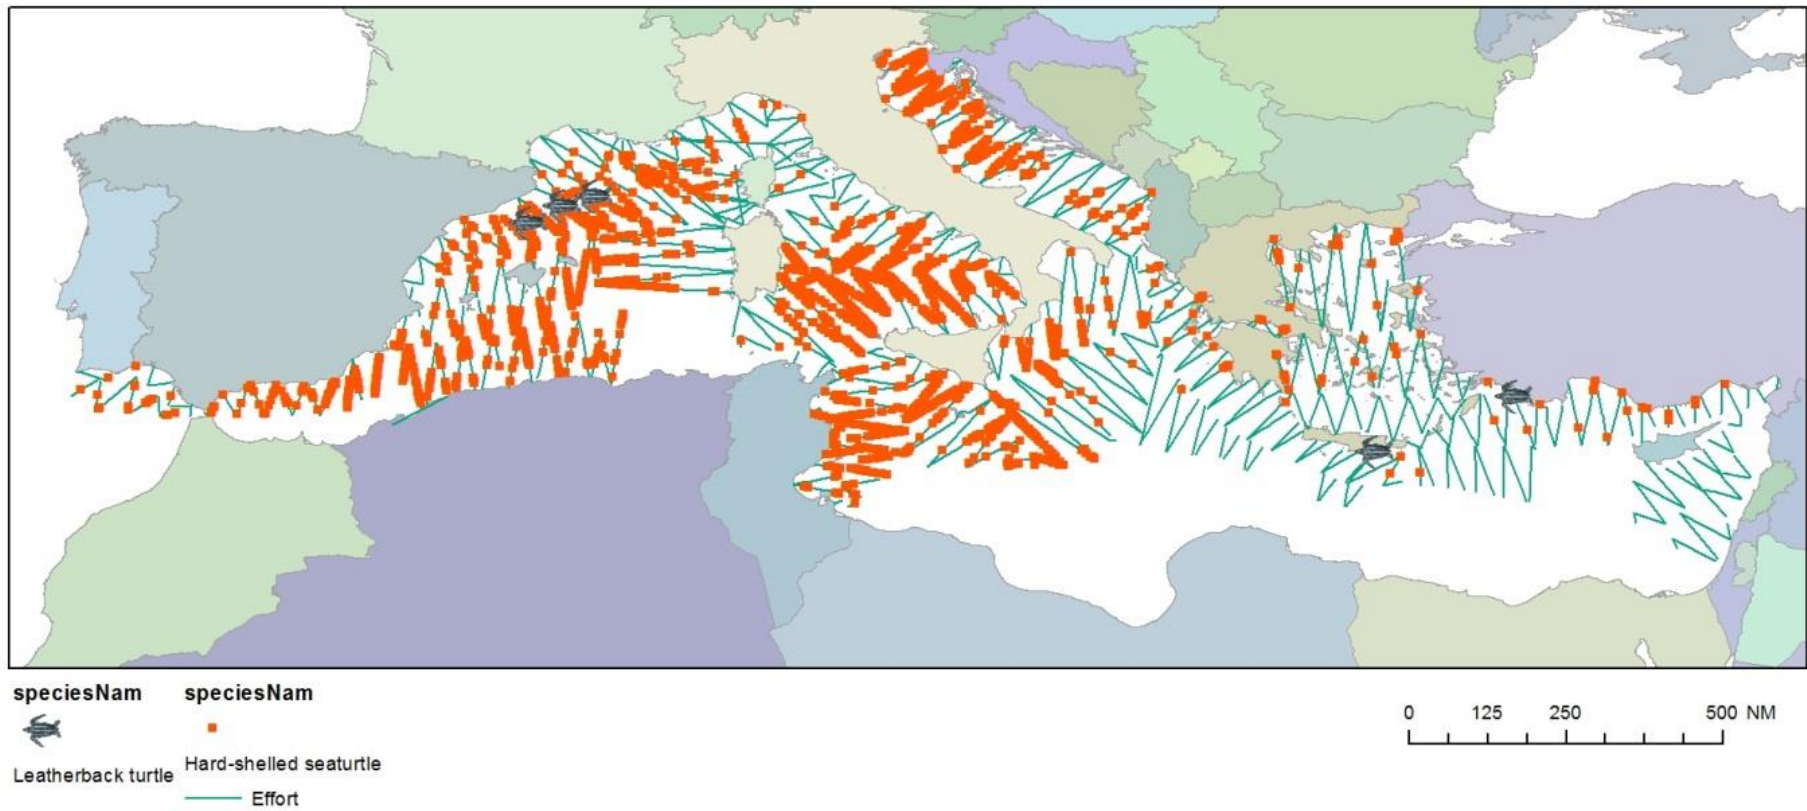 speciesNam speciesNam
Leatherback turtle
Hard-shelled seaturtle
Effort
0 125 250 500 NM